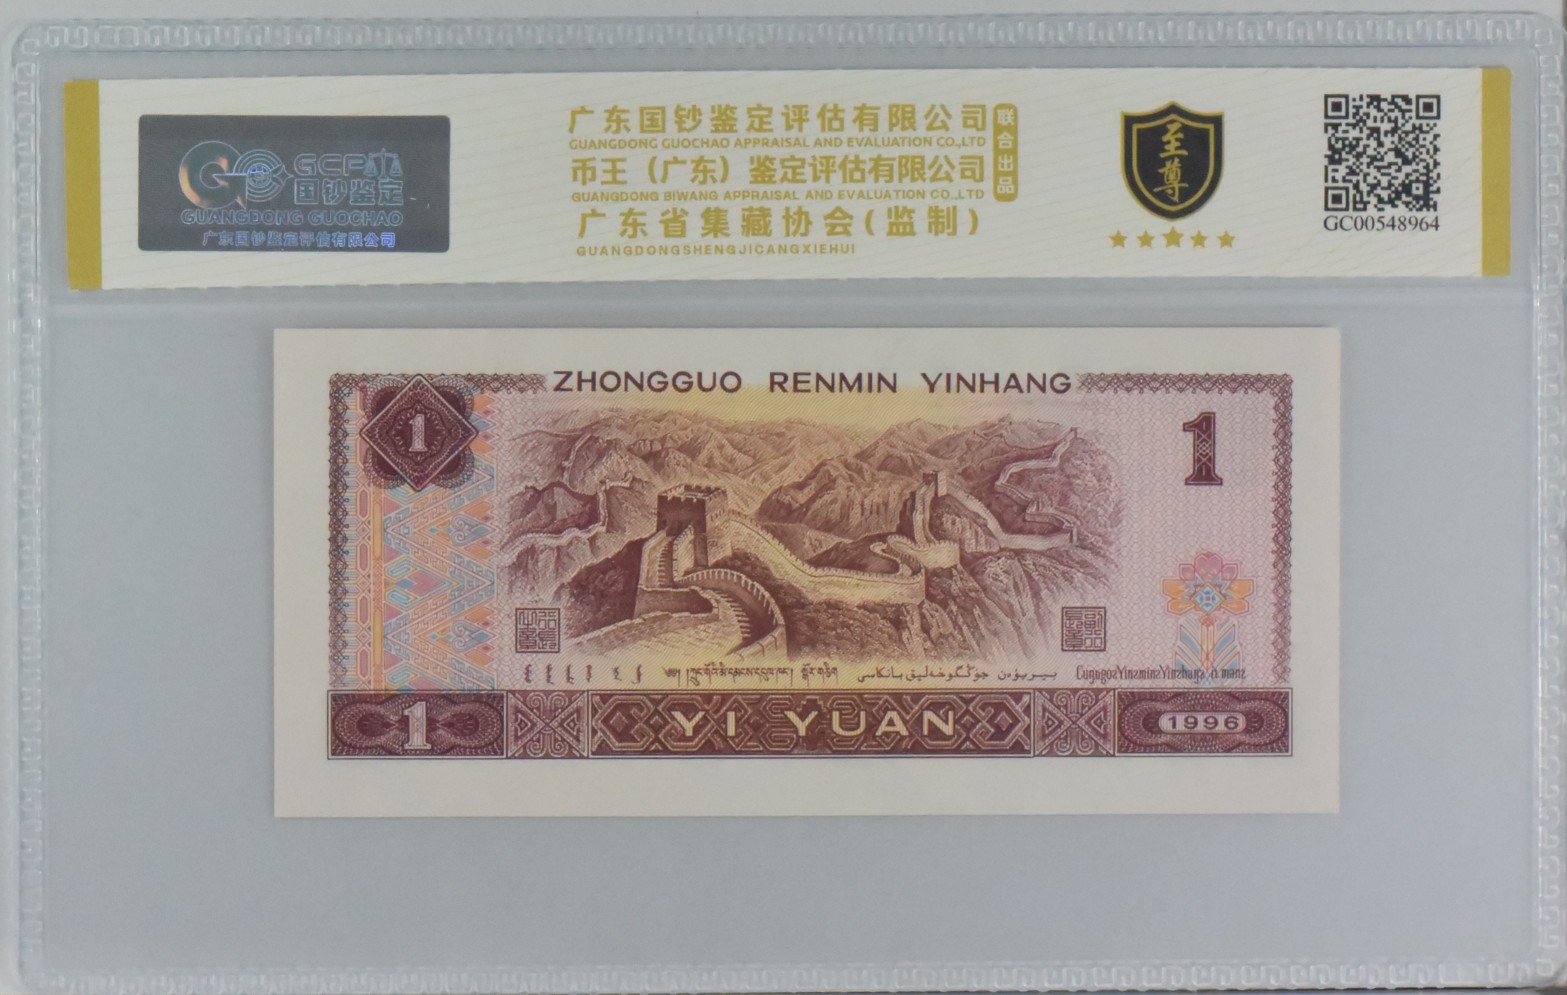 GCP
国钞鉴定
GUANGDONG GUOCHAO
广东国钞鉴定评估有限公司
广东国钞鉴定评估有限公司
GUANGDONG GUOCHAO APPRAISAL AND EVALUATION CO.,LTD
币王（广东）鉴定评估有限公司
GUANGDONG BIWANG APPRAISAL AND EVALUATION CO.,LTD
广东省集藏协会(监制)
GUANGDONGSHENGJICANGXIEHUI
联合出品
至尊
GC00548964
ZHONGGUO RENMIN YINHANG
1
1
جۇڭگوخەلىق بانكاسى بىر يۈەن
1
YI YUAN
1996